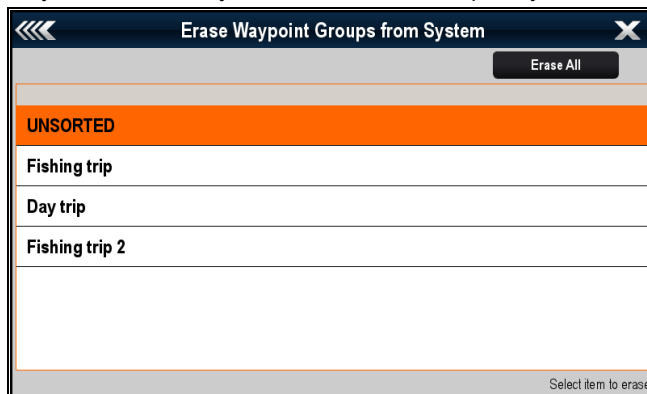 Erase Waypoint Groups from System
Erase All
UNSORTED
Fishing trip
Day trip
Fishing trip 2
Select item to erase